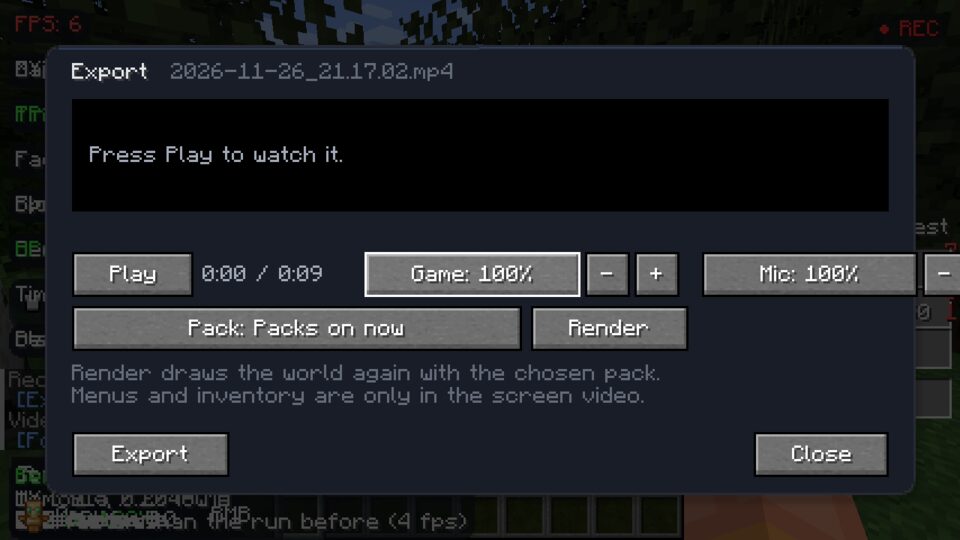 FPS: 6
REC
Export 2026-11-26_21.17.02.mp4
Press Play to watch it.
Play 0:00 / 0:09 Game: 100% - + Mic: 100% -
Pack: Packs on now Render
Render draws the world again with the chosen pack.
Menus and inventory are only in the screen video.
Export Close
run before (4 fps)